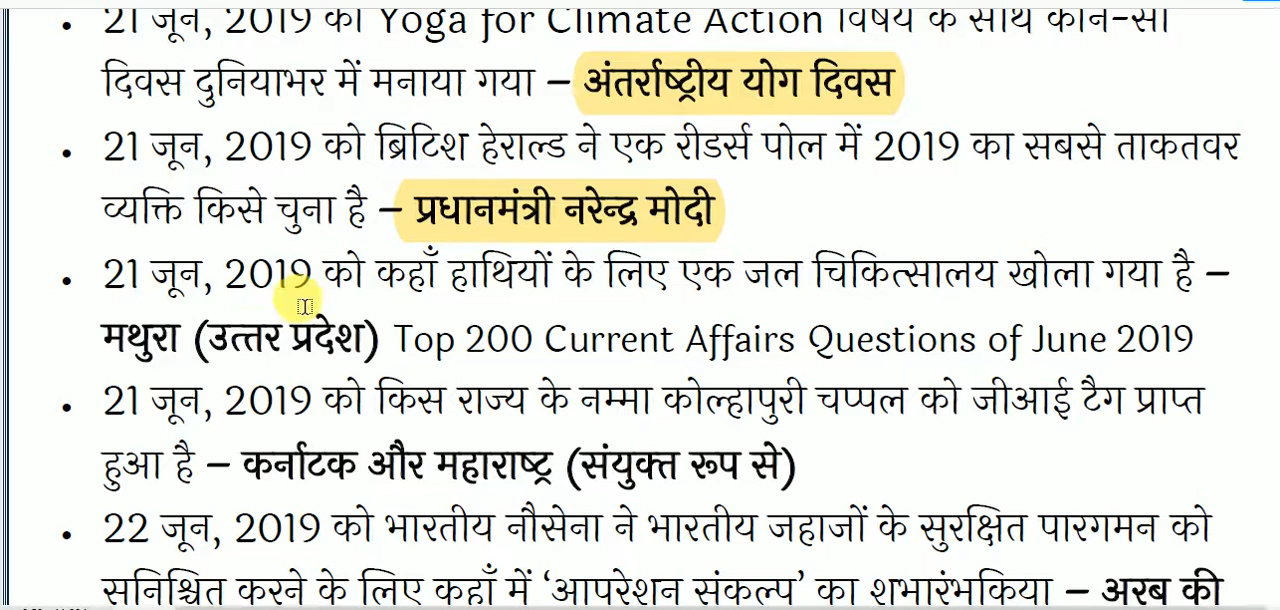 21 जून, 2019 को Yoga for Climate Action विषय के साथ कौन-सा
दिवस दुनियाभर में मनाया गया – अंतर्राष्ट्रीय योग दिवस
21 जून, 2019 को ब्रिटिश हेराल्ड ने एक रीडर्स पोल में 2019 का सबसे ताकतवर
व्यक्ति किसे चुना है – प्रधानमंत्री नरेन्द्र मोदी
21 जून, 2019 को कहाँ हाथियों के लिए एक जल चिकित्सालय खोला गया है –
मथुरा (उत्तर प्रदेश) Top 200 Current Affairs Questions of June 2019
21 जून, 2019 को किस राज्य के नम्मा कोल्हापुरी चप्पल को जीआई टैग प्राप्त
हुआ है – कर्नाटक और महाराष्ट्र (संयुक्त रूप से)
22 जून, 2019 को भारतीय नौसेना ने भारतीय जहाजों के सुरक्षित पारगमन को
सुनिश्चित करने के लिए कहाँ में ‘आपरेशन संकल्प’ का शुभारंभकिया – अरब की